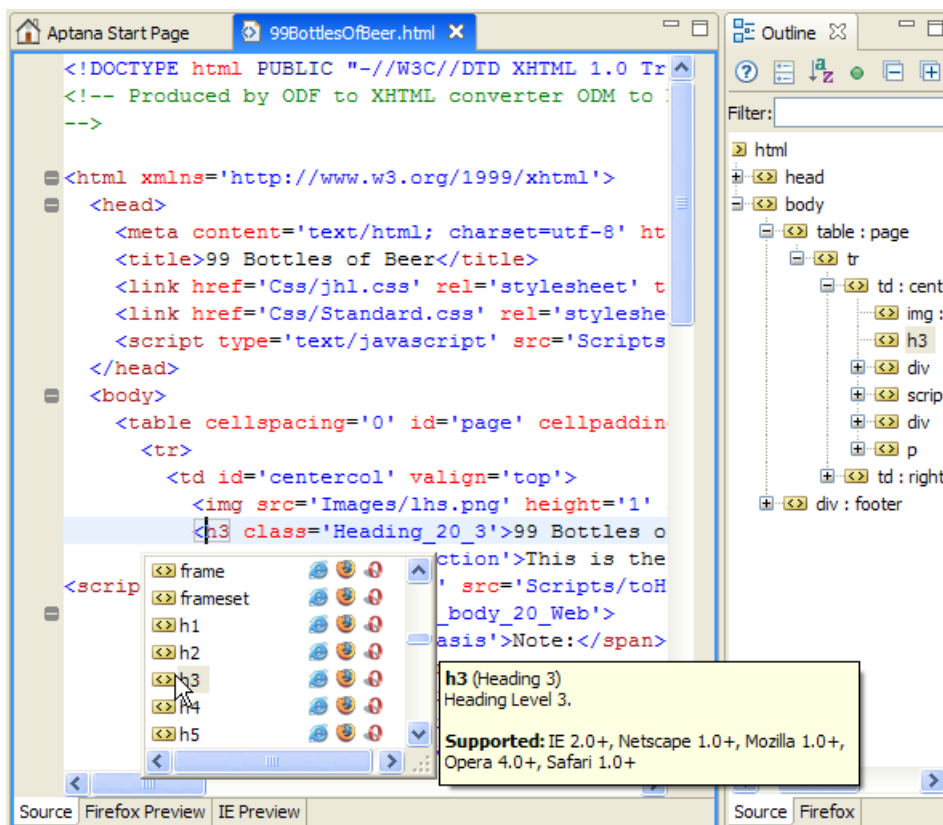 Aptana Start Page
99BottlesOfBeer.html
Outline
<!DOCTYPE html PUBLIC "-//W3C//DTD XHTML 1.0 Tr
<!-- Produced by ODF to XHTML converter ODM to
-->
<html xmlns='http://www.w3.org/1999/xhtml'>
<head>
<meta content='text/html; charset=utf-8' ht
<title>99 Bottles of Beer</title>
<link href='Css/jhl.css' rel='stylesheet' t
<link href='Css/Standard.css' rel='styleshe
<script type='text/javascript' src='Scripts
</head>
<body>
<table cellspacing='0' id='page' cellpaddin
<tr>
<td id='centercol' valign='top'>
<img src='Images/lhs.png' height='1'
<h3 class='Heading_20_3'>99 Bottles o
ction'>This is the
<scrip ' src='Scripts/toH
_body_20_Web'>
asis'>Note:</span>
frame
frameset
h1
h2
h3
h4
h5
h3 (Heading 3)
Heading Level 3.
Supported: IE 2.0+, Netscape 1.0+, Mozilla 1.0+,
Opera 4.0+, Safari 1.0+
Source Firefox Preview IE Preview
Filter:
html
head
body
table : page
tr
td : cent
img :
h3
div
scrip
div
p
td : right
div : footer
Source Firefox